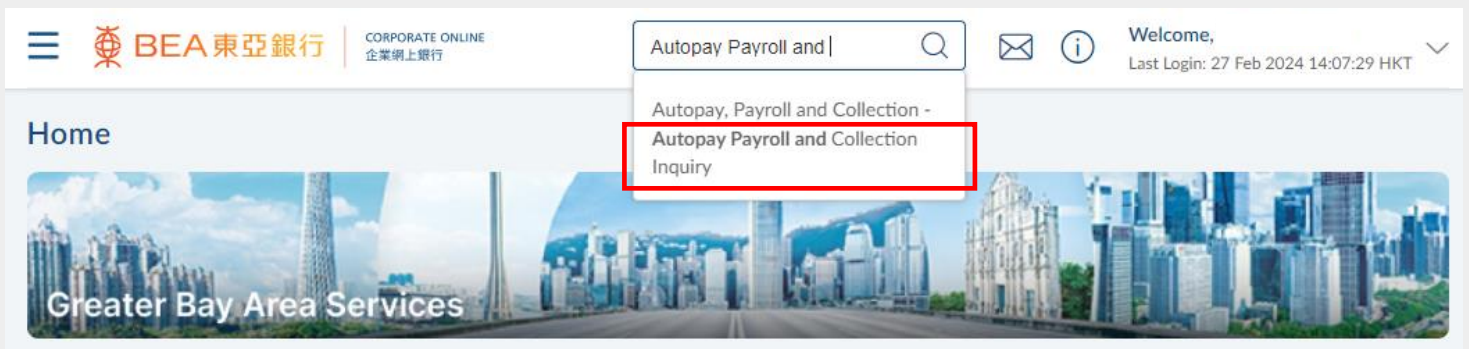 BEA東亞銀行
CORPORATE ONLINE
企業網上銀行
Autopay Payroll and
Welcome,
Last Login: 27 Feb 2024 14:07:29 HKT
Autopay, Payroll and Collection -
Autopay Payroll and Collection
Inquiry
Home
Greater Bay Area Services